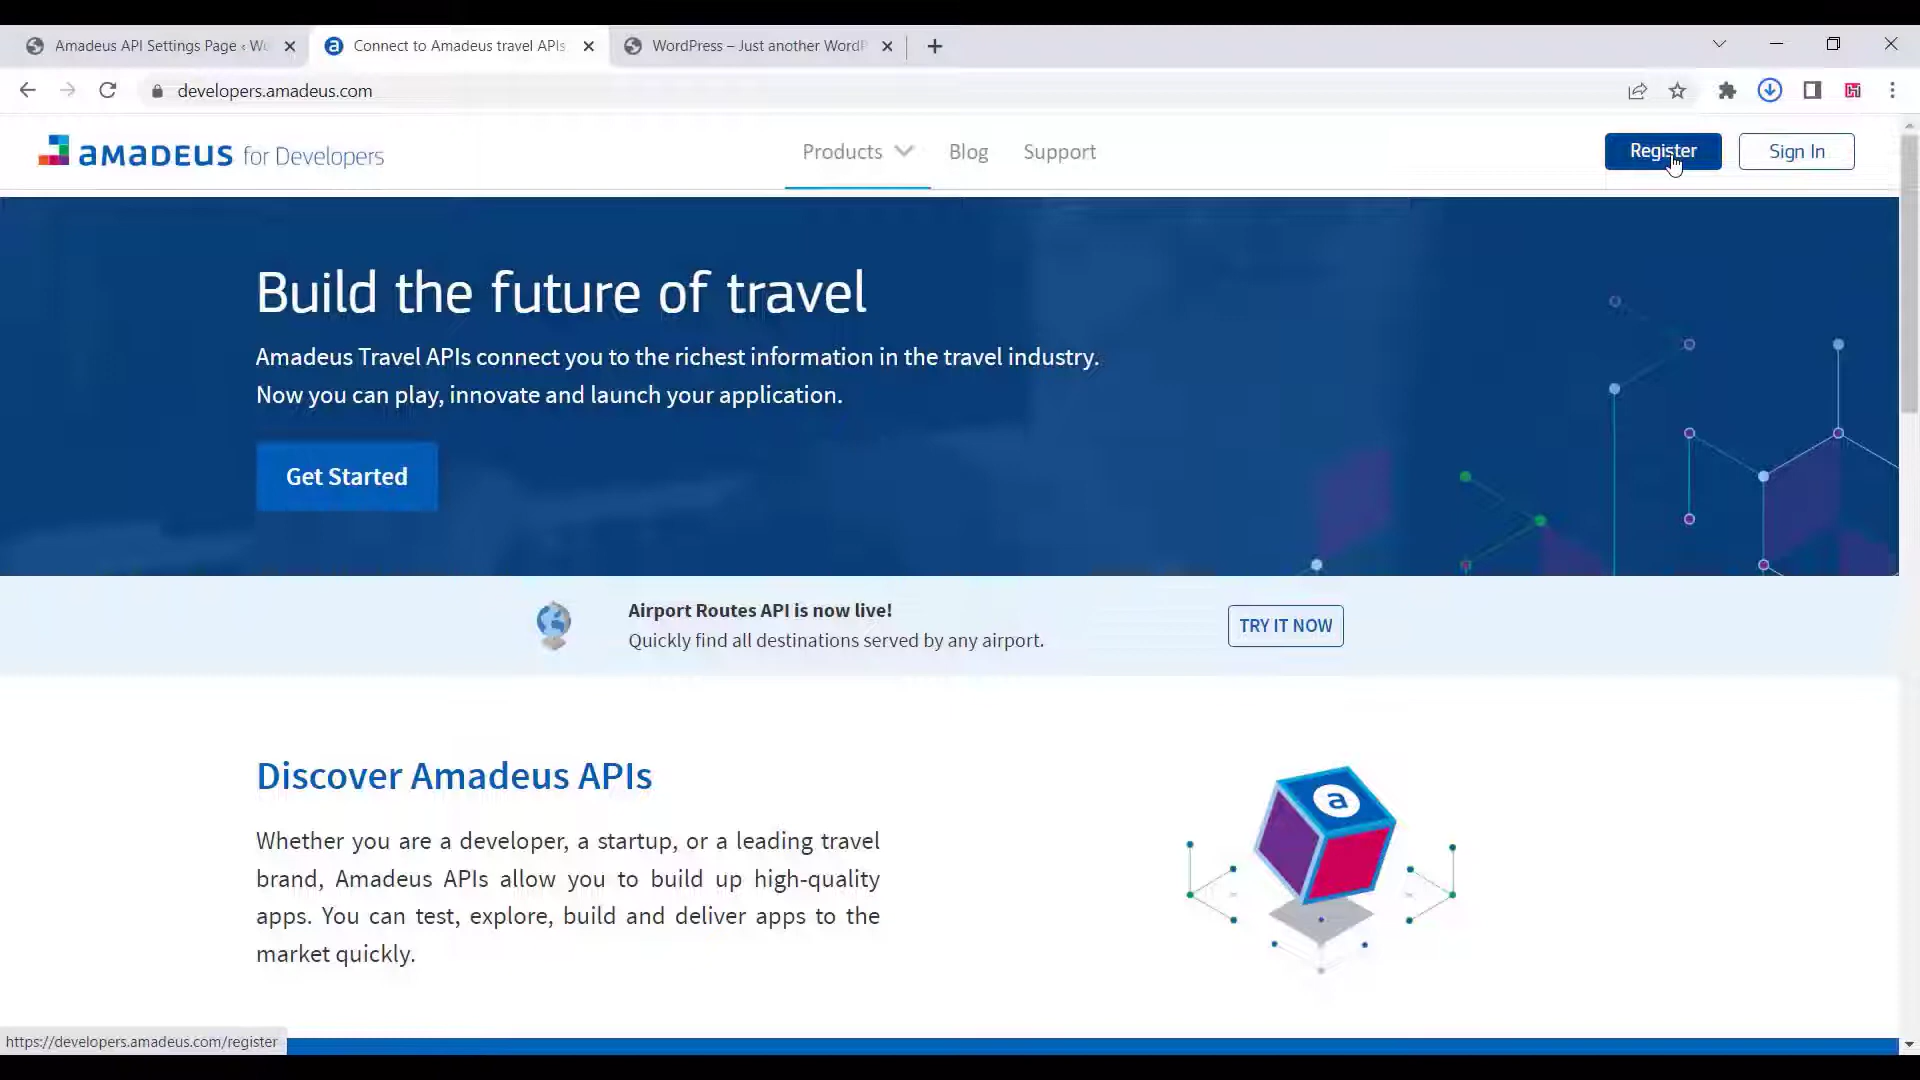 Amadeus API Settings Page ‹ Wo
Connect to Amadeus travel APIs
WordPress – Just another WordP
developers.amadeus.com
amadeus for Developers
Products
Blog
Support
Register
Sign In
Build the future of travel
Amadeus Travel APIs connect you to the richest information in the travel industry.
Now you can play, innovate and launch your application.
Get Started
Airport Routes API is now live!
Quickly find all destinations served by any airport.
TRY IT NOW
Discover Amadeus APIs
Whether you are a developer, a startup, or a leading travel
brand, Amadeus APIs allow you to build up high-quality
apps. You can test, explore, build and deliver apps to the
market quickly.
a
https://developers.amadeus.com/register